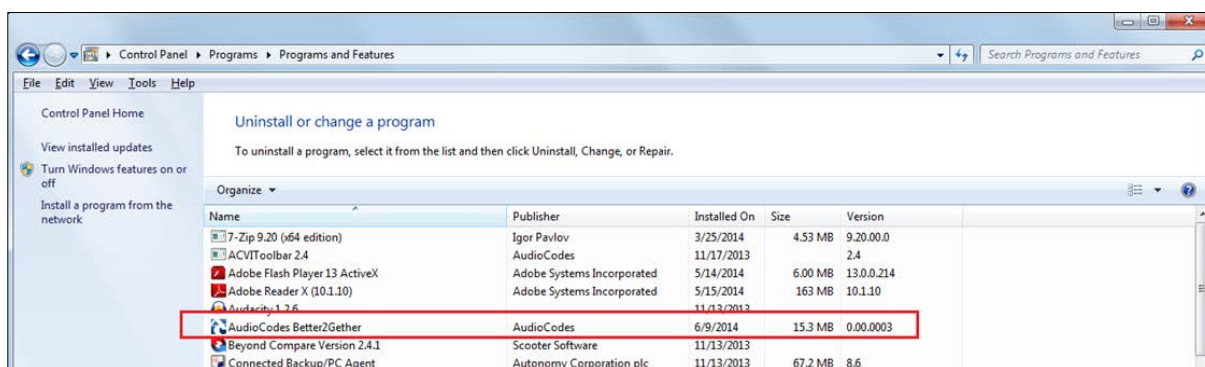 Control Panel ▸ Programs ▸ Programs and Features
Search Programs and Features
File Edit View Tools Help
Control Panel Home
View installed updates
Turn Windows features on or
off
Install a program from the
network
Uninstall or change a program
To uninstall a program, select it from the list and then click Uninstall, Change, or Repair.
Organize
Name Publisher Installed On Size Version
7-Zip 9.20 (x64 edition) Igor Pavlov 3/25/2014 4.53 MB 9.20.00.0
ACVIToolbar 2.4 AudioCodes 11/17/2013 2.4
Adobe Flash Player 13 ActiveX Adobe Systems Incorporated 5/14/2014 6.00 MB 13.0.0.214
Adobe Reader X (10.1.10) Adobe Systems Incorporated 5/15/2014 163 MB 10.1.10
Audacity 1.2.6 11/13/2013
AudioCodes Better2Gether AudioCodes 6/9/2014 15.3 MB 0.00.0003
Beyond Compare Version 2.4.1 Scooter Software 11/13/2013
Connected Backup/PC Agent Autonomy Corporation plc 11/13/2013 67.2 MB 8.6